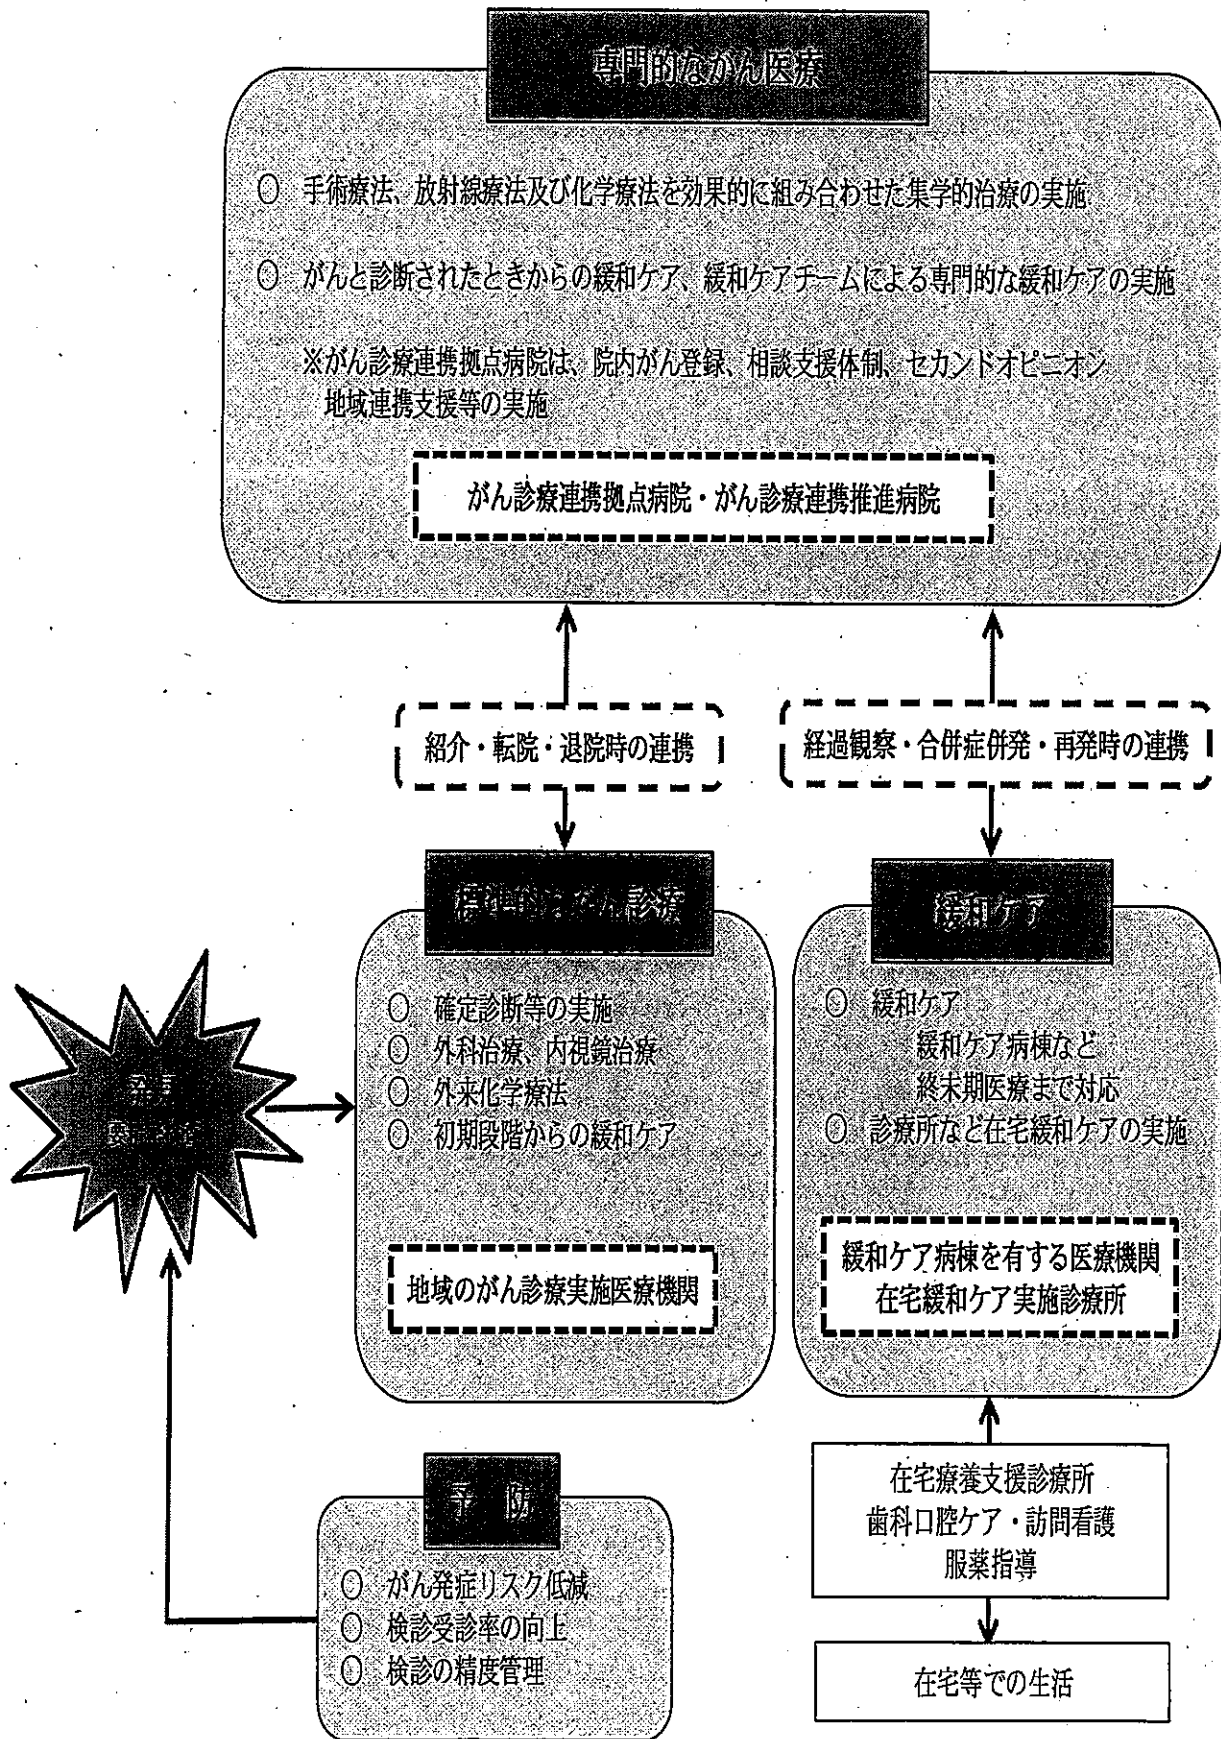 専門的ながん医療
○ 手術療法、放射線療法及び化学療法を効果的に組み合わせた集学的治療の実施
○ がんと診断されたときからの緩和ケア、緩和ケアチームによる専門的な緩和ケアの実施
※がん診療連携拠点病院は、院内がん登録、相談支援体制、セカンドオピニオン
地域連携支援等の実施
がん診療連携拠点病院・がん診療連携推進病院
紹介・転院・退院時の連携
経過観察・合併症併発・再発時の連携
標準的ながん診療
○ 確定診断等の実施
○ 外科治療、内視鏡治療
○ 外来化学療法
○ 初期段階からの緩和ケア
地域のがん診療実施医療機関
緩和ケア
○ 緩和ケア
緩和ケア病棟など
終末期医療まで対応
○ 診療所など在宅緩和ケアの実施
緩和ケア病棟を有する医療機関
在宅緩和ケア実施診療所
予 防
○ がん発症リスク低減
○ 検診受診率の向上
○ 検診の精度管理
在宅療養支援診療所
歯科口腔ケア・訪問看護
服薬指導
在宅等での生活